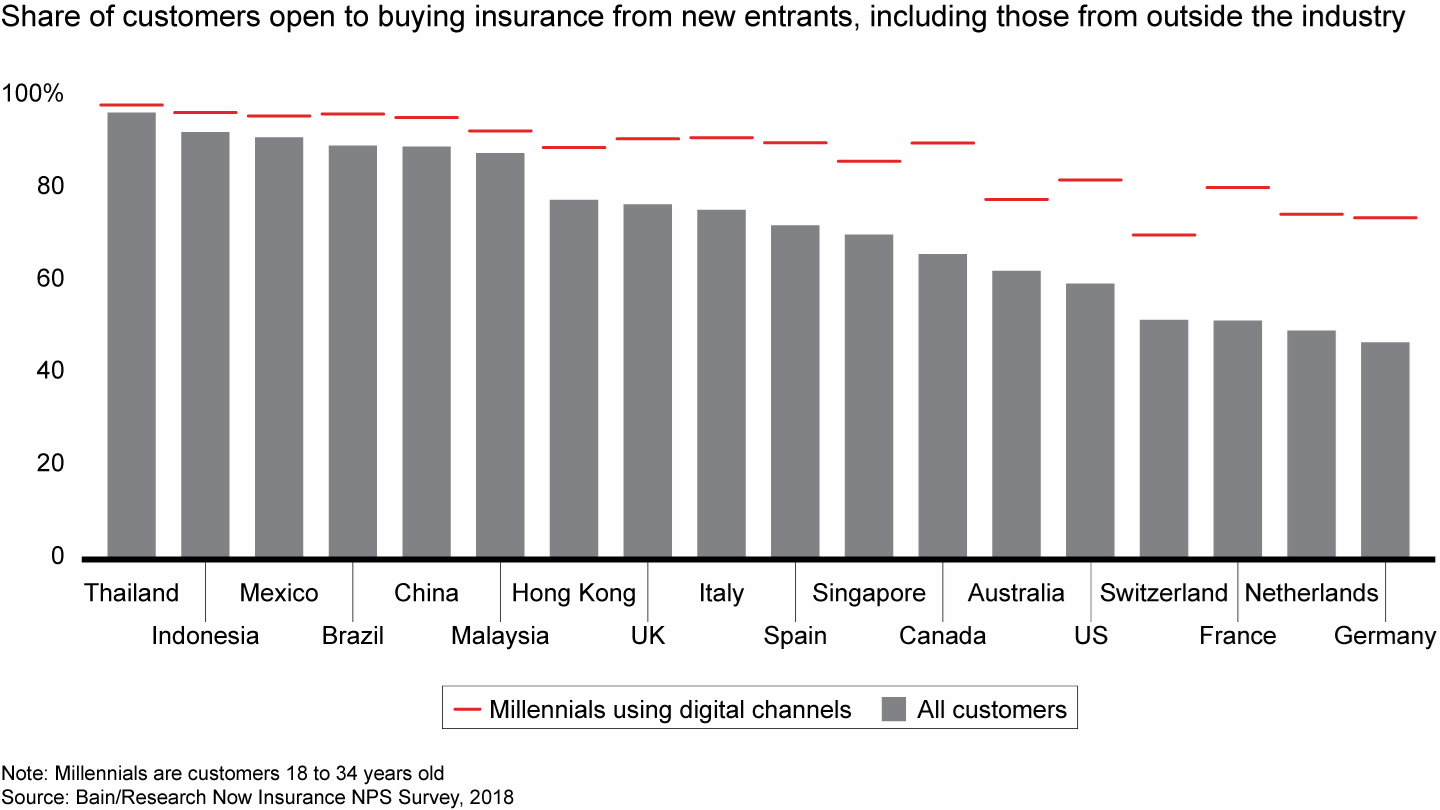 Share of customers open to buying insurance from new entrants, including those from outside the industry
100%
80
60
40
20
0
Thailand
Indonesia
Mexico
Brazil
China
Malaysia
Hong Kong
UK
Italy
Spain
Singapore
Canada
Australia
US
Switzerland
France
Netherlands
Germany
Millennials using digital channels
All customers
Note: Millennials are customers 18 to 34 years old
Source: Bain/Research Now Insurance NPS Survey, 2018